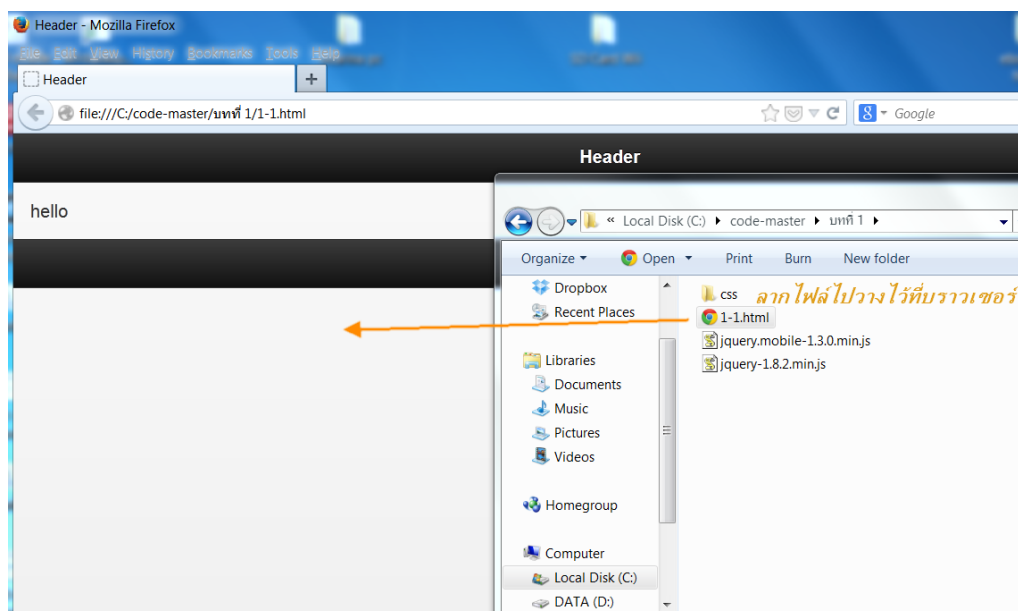 Header - Mozilla Firefox
File Edit View History Bookmarks Tools Help
Header
file:///C:/code-master/บทที่ 1/1-1.html
Google
Header
hello
Local Disk (C:) code-master บทที่ 1
Organize Open Print Burn New folder
Dropbox
Recent Places
Libraries
Documents
Music
Pictures
Videos
Homegroup
Computer
Local Disk (C:)
DATA (D:)
css
ลากไฟล์ไปวางไว้ที่บราวเซอร์
1-1.html
jquery.mobile-1.3.0.min.js
jquery-1.8.2.min.js